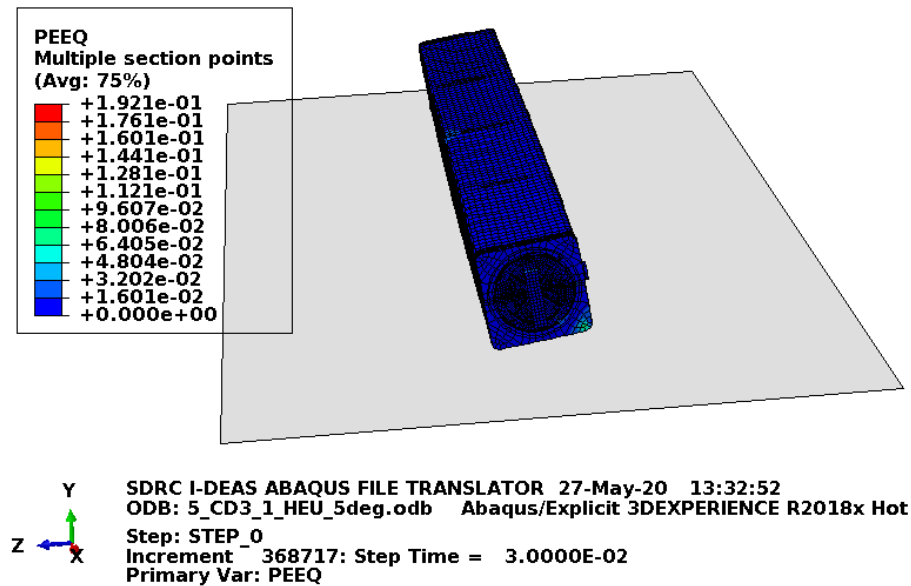 PEEQ
Multiple section points
(Avg: 75%)
+1.921e-01
+1.761e-01
+1.601e-01
+1.441e-01
+1.281e-01
+1.121e-01
+9.607e-02
+8.006e-02
+6.405e-02
+4.804e-02
+3.202e-02
+1.601e-02
+0.000e+00
Y
Z
X
SDRC I-DEAS ABAQUS FILE TRANSLATOR 27-May-20 13:32:52
ODB: 5_CD3_1_HEU_5deg.odb Abaqus/Explicit 3DEXPERIENCE R2018x Hot
Step: STEP_0
Increment 368717: Step Time = 3.0000E-02
Primary Var: PEEQ